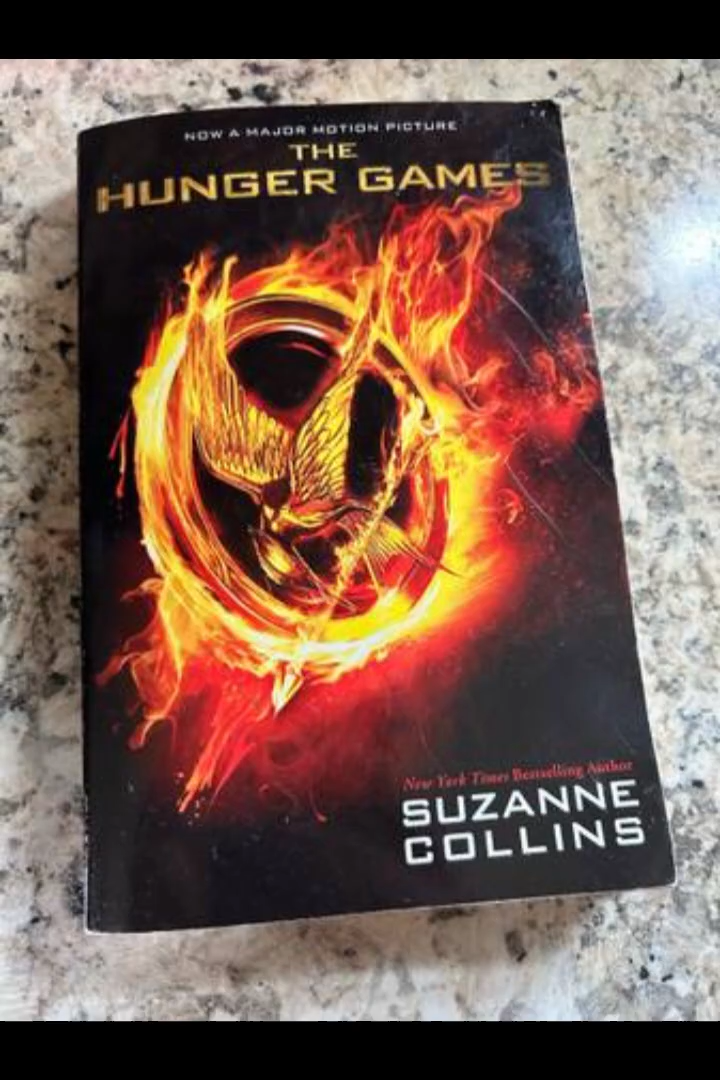 NOW A MAJOR MOTION PICTURE
THE
HUNGER GAMES
New York Times Bestselling Author
SUZANNE
COLLINS